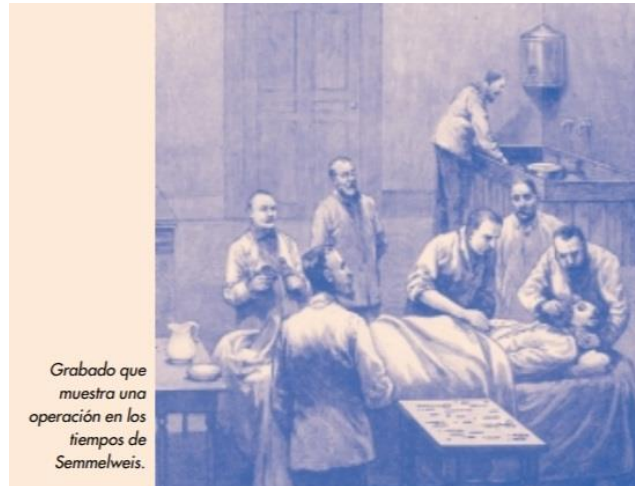 Grabado que
muestra una
operación en los
tiempos de
Semmelweis.